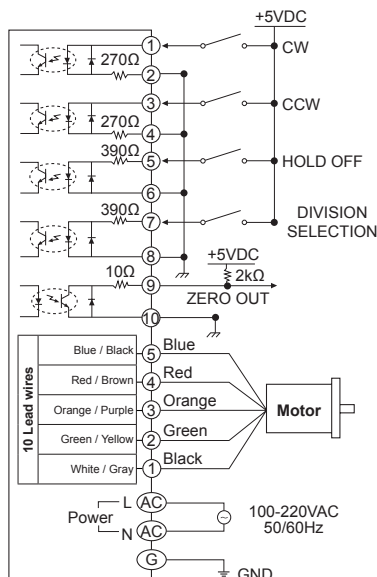 +5VDC
1
CW
270Ω
2
3
CCW
270Ω
4
390Ω
5
HOLD OFF
6
390Ω
7
DIVISION
SELECTION
8
+5VDC
2kΩ
10Ω
9
ZERO OUT
10
10 Lead wires
Blue / Black
5
Blue
Red / Brown
4
Red
Orange / Purple
3
Orange
Motor
Green / Yellow
2
Green
White / Gray
1
Black
Power
L
AC
N
AC
100-220VAC
50/60Hz
G
GND